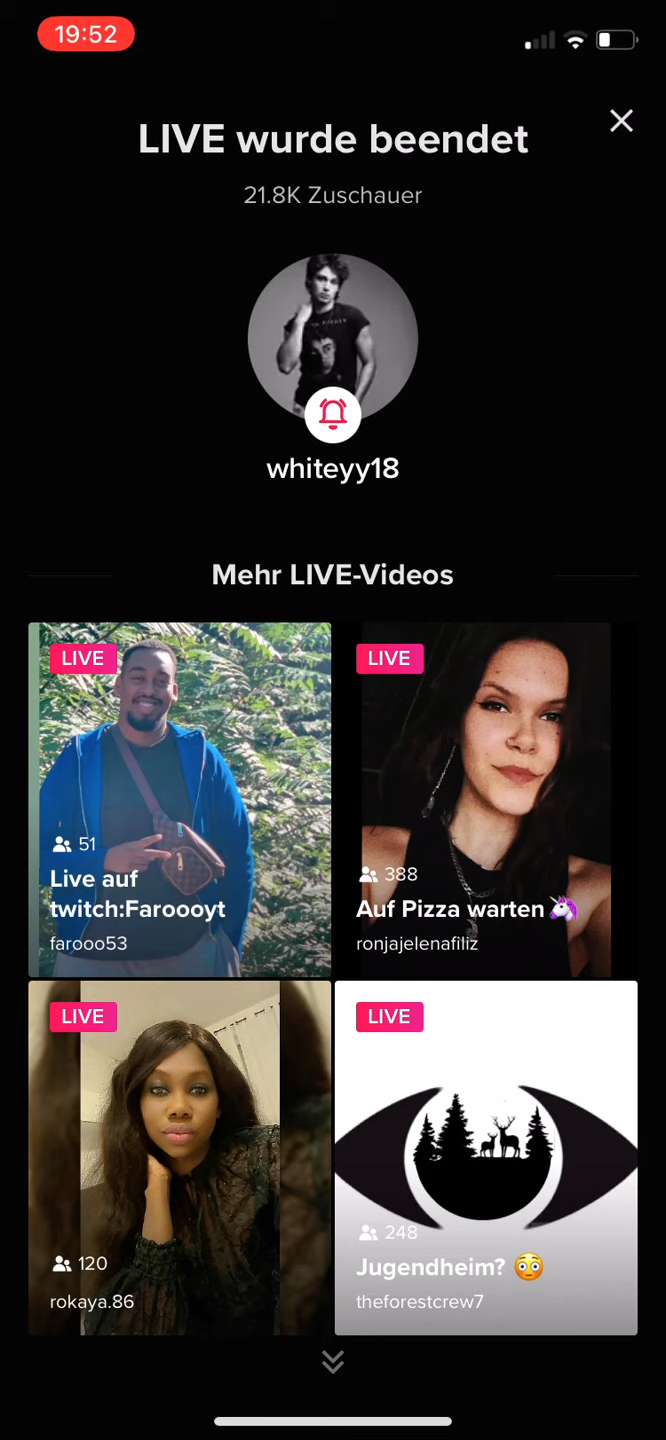 19:52
LIVE wurde beendet
21.8K Zuschauer
whiteyy18
Mehr LIVE-Videos
LIVE
51
Live auf
twitch:Faroooyt
farooo53
LIVE
388
Auf Pizza warten🦄
ronjajelenafiliz
LIVE
120
rokaya.86
LIVE
248
Jugendheim? 😳
theforestcrew7